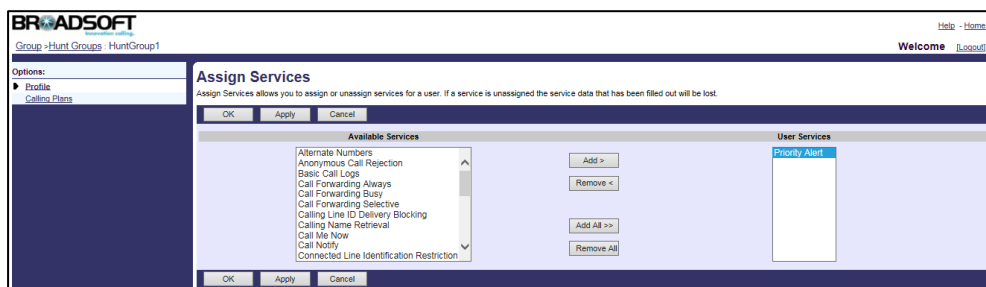 BROADSOFT
Innovation calling.
Help - Home
Group >Hunt Groups : HuntGroup1
Welcome [Logout]
Options:
Profile
Calling Plans
Assign Services
Assign Services allows you to assign or unassign services for a user. If a service is unassigned the service data that has been filled out will be lost.
OK Apply Cancel
Available Services User Services
Alternate Numbers
Anonymous Call Rejection
Basic Call Logs
Call Forwarding Always
Call Forwarding Busy
Call Forwarding Selective
Calling Line ID Delivery Blocking
Calling Name Retrieval
Call Me Now
Call Notify
Connected Line Identification Restriction
Add >
Remove <
Add All >>
Remove All
Priority Alert
OK Apply Cancel